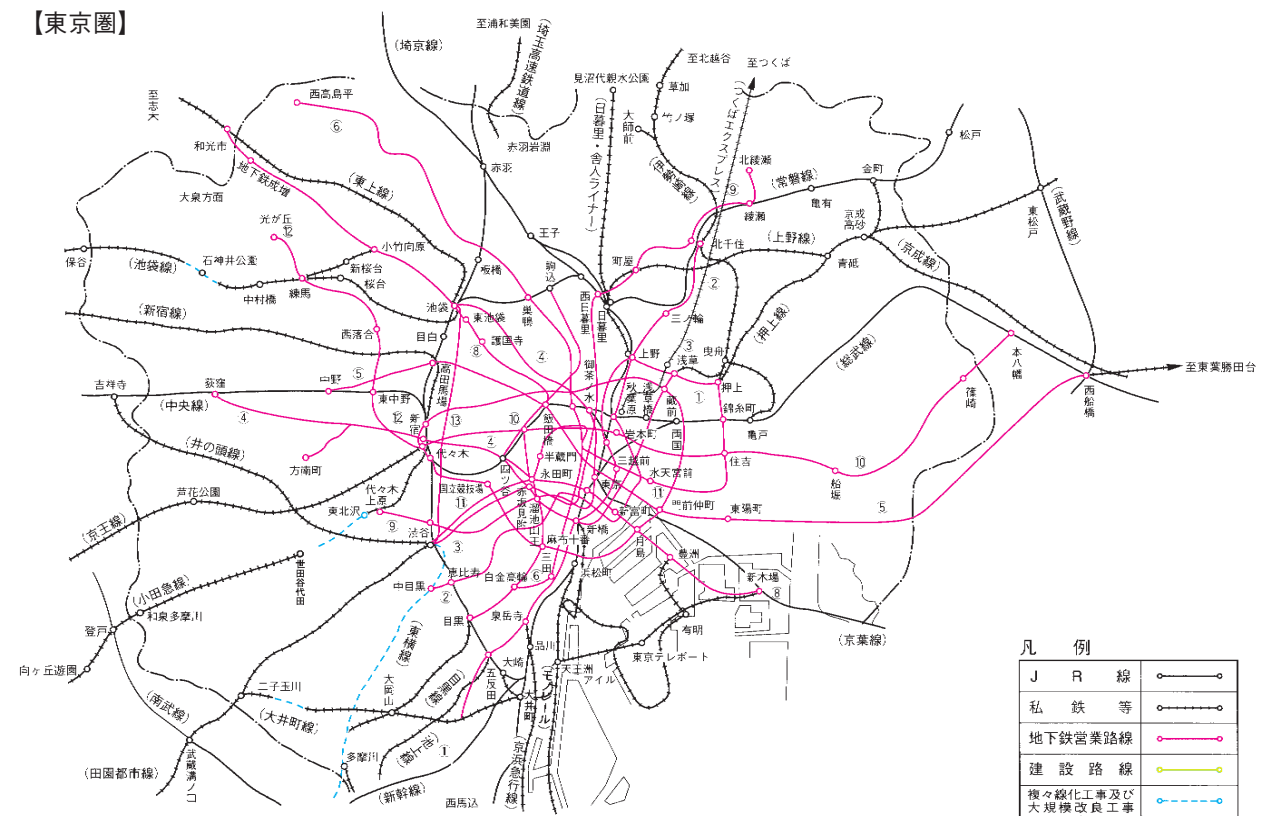 【東京圏】
至浦和美園
(埼京線)
(埼玉高速鉄道線)
至北越谷
至つくば
見沼代親水公園
草加
(日暮里・舎人ライナー)
大師前
竹ノ塚
(つくばエクスプレス)
至志木
西高島平
⑥
和光市
地下鉄成増
赤羽岩淵
赤羽
松戸
北綾瀬
⑨
(常磐線)
金町
綾瀬
亀有
京成高砂
東松戸
(武蔵野線)
大泉方面
(東上線)
光が丘
⑫
小竹向原
王子
北千住
(上野線)
青砥
(京成線)
保谷
(池袋線)
石神井公園
新桜台
桜台
練馬
中村橋
板橋
駒込
町屋
②
西日暮里
日暮里
池袋
東池袋
巣鴨
三ノ輪
(押上線)
(新宿線)
西落合
目白
⑧
護国寺
④
③
曳舟
(総武線)
本八幡
至東葉勝田台
吉祥寺
荻窪
中野
⑤
高田馬場
御茶ノ水
上野
浅草
押上
①
篠崎
西船橋
東中野
秋葉原
浅草橋
蔵前
錦糸町
(中央線)
④
⑫
新宿
⑬
⑩
飯田橋
岩本町
両国
亀戸
(井の頭線)
方南町
代々木
④
四ツ谷
半蔵門
永田町
三越前
水天宮前
住吉
⑩
船堀
芦花公園
代々木上原
国立競技場
赤坂見附
東京
⑪
東北沢
⑪
溜池山王
新富町
門前仲町
東陽町
⑤
(京王線)
⑨
渋谷
③
新橋
麻布十番
月島
(小田急線)
世田谷代田
恵比寿
白金高輪
三田
⑥
浜松町
豊洲
中目黒
②
新木場
⑧
和泉多摩川
目黒
泉岳寺
登戸
(東横線)
有明
(京葉線)
品川
向ヶ丘遊園
東京テレポート
大崎
天王洲アイル
二子玉川
大岡山
(目黒線)
五反田
(モノレール)
(南武線)
(大井町線)
大井町
(池上線)
①
武蔵溝ノ口
多摩川
(京浜急行線)
(田園都市線)
(新幹線)
西馬込
凡例
JR線
私鉄等
地下鉄営業路線
建設路線
複々線化工事及び
大規模改良工事